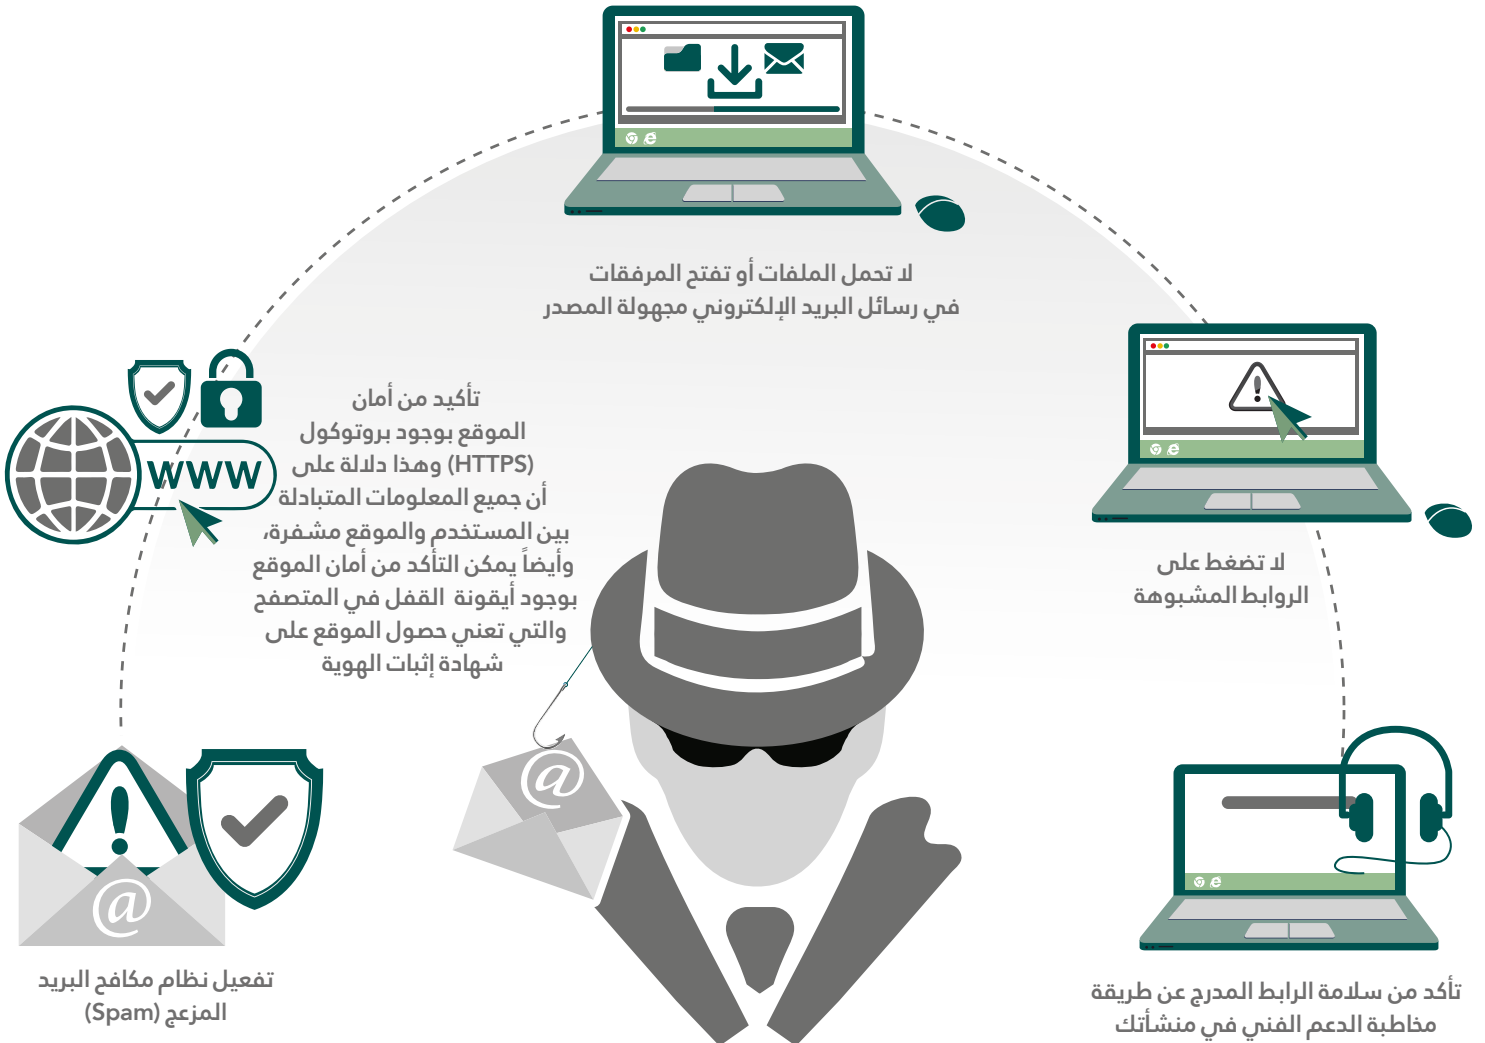 لا تحمل الملفات أو تفتح المرفقات
في رسائل البريد الإلكتروني مجهولة المصدر
لا تضغط على
الروابط المشبوهة
تأكد من سلامة الرابط المدرج عن طريقة
مخاطبة الدعم الفني في منشأتك
تأكيد من أمان
الموقع بوجود بروتوكول
(HTTPS) وهذا دلالة على
أن جميع المعلومات المتبادلة
بين المستخدم والموقع مشفرة،
وأيضاً يمكن التأكد من أمان الموقع
بوجود أيقونة القفل في المتصفح
والتي تعني حصول الموقع على
شهادة إثبات الهوية
WWW
تفعيل نظام مكافح البريد
المزعج (Spam)
@
@